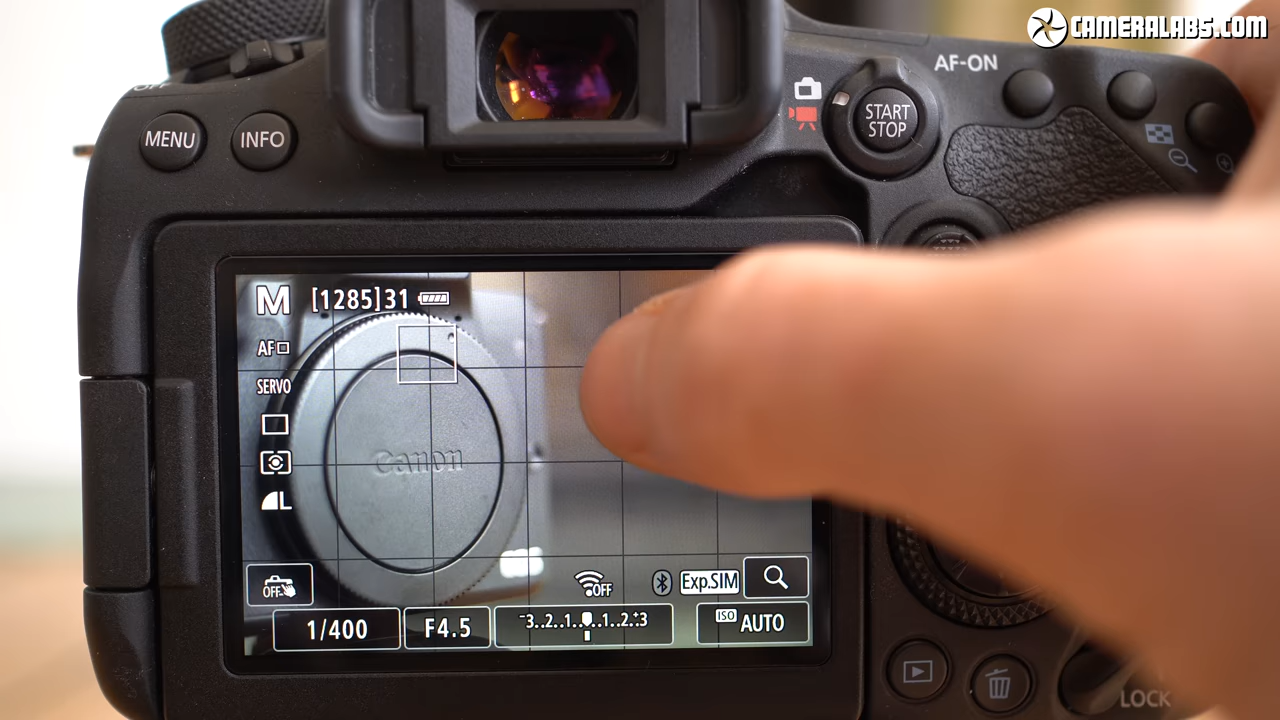 CAMERALABS.COM
OFF
AF-ON
MENU
INFO
START
STOP
M [1285]31
AF
SERVO
L
Canon
OFF
OFF
Exp.SIM
1/400
F4.5
-3..2..1..0..1..2..+3
ISO AUTO
LOCK